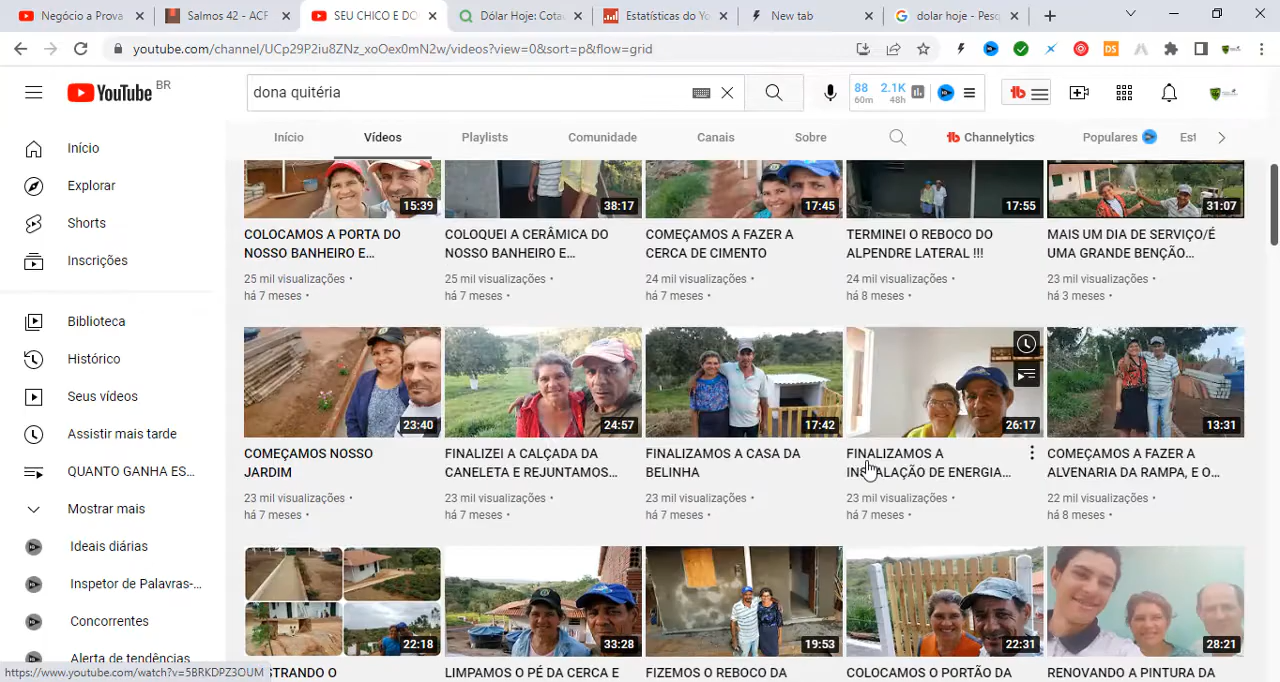 Negócio a Prova
Salmos 42 - ACF
SEU CHICO E DO
Dólar Hoje: Cota
Estatísticas do Yo
New tab
dolar hoje - Pesq
youtube.com/channel/UCp29P2iu8ZNz_xoOex0mN2w/videos?view=0&sort=p&flow=grid
YouTube BR
dona quitéria
88 2.1K
60m 48h
Início
Vídeos
Playlists
Comunidade
Canais
Sobre
Channelytics
Populares
Est
Início
Explorar
Shorts
Inscrições
Biblioteca
Histórico
Seus vídeos
Assistir mais tarde
QUANTO GANHA ES...
Mostrar mais
Ideais diárias
Inspetor de Palavras-...
Concorrentes
Alerta de tendências
15:39
38:17
17:45
17:55
31:07
COLOCAMOS A PORTA DO
NOSSO BANHEIRO E...
25 mil visualizações •
há 7 meses •
COLOQUEI A CERÂMICA DO
NOSSO BANHEIRO E...
25 mil visualizações •
há 7 meses •
COMEÇAMOS A FAZER A
CERCA DE CIMENTO
24 mil visualizações •
há 7 meses •
TERMINEI O REBOCO DO
ALPENDRE LATERAL !!!
24 mil visualizações •
há 8 meses •
MAIS UM DIA DE SERVIÇO/É
UMA GRANDE BENÇÃO...
23 mil visualizações •
há 3 meses •
23:40
24:57
17:42
26:17
13:31
COMEÇAMOS NOSSO
JARDIM
23 mil visualizações •
há 7 meses •
FINALIZEI A CALÇADA DA
CANELETA E REJUNTAMOS...
23 mil visualizações •
há 7 meses •
FINALIZAMOS A CASA DA
BELINHA
23 mil visualizações •
há 7 meses •
FINALIZAMOS A
INSTALAÇÃO DE ENERGIA...
23 mil visualizações •
há 7 meses •
COMEÇAMOS A FAZER A
ALVENARIA DA RAMPA, E O...
22 mil visualizações •
há 8 meses •
22:18
33:28
19:53
22:31
28:21
STRANDO O
LIMPAMOS O PÉ DA CERCA E
FIZEMOS O REBOCO DA
COLOCAMOS O PORTÃO DA
RENOVANDO A PINTURA DA
https://www.youtube.com/watch?v=5BRKDPZ3OUM